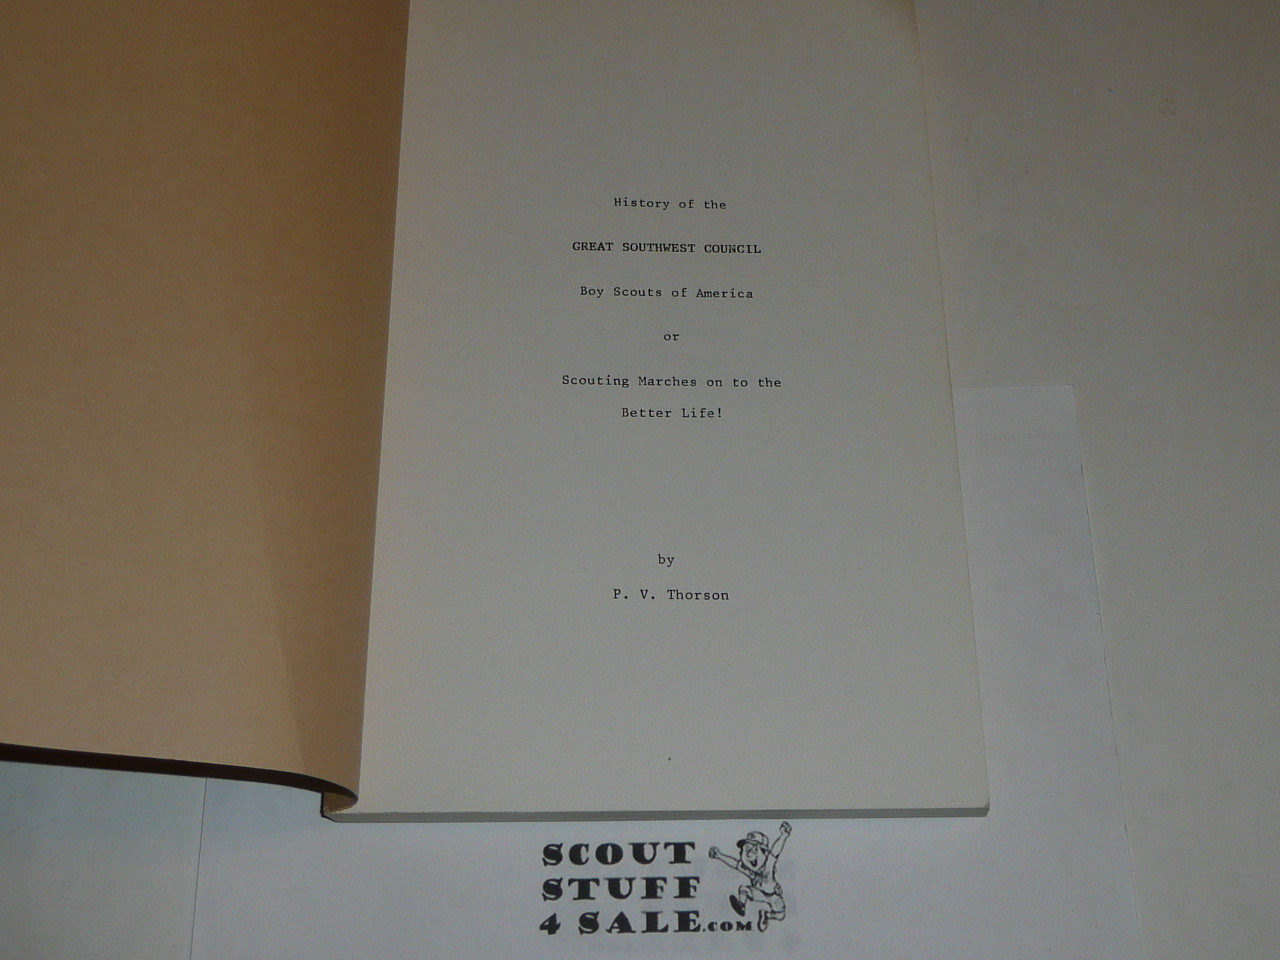 History of the
GREAT SOUTHWEST COUNCIL
Boy Scouts of America
or
Scouting Marches on to the
Better Life!
by
P. V. Thorson
SCOUT
STUFF
4 SALE.COM